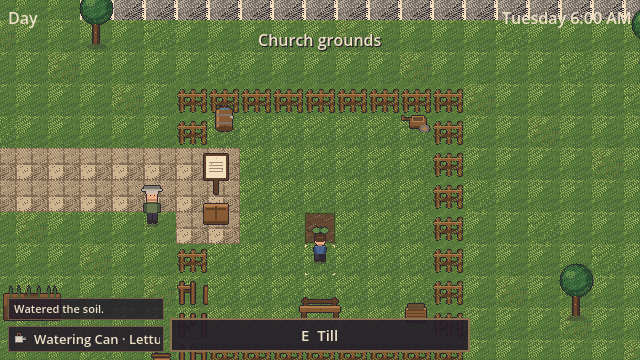 Day
Tuesday 6:00 AM
Church grounds
Watered the soil.
Watering Can · Lettu
E Till